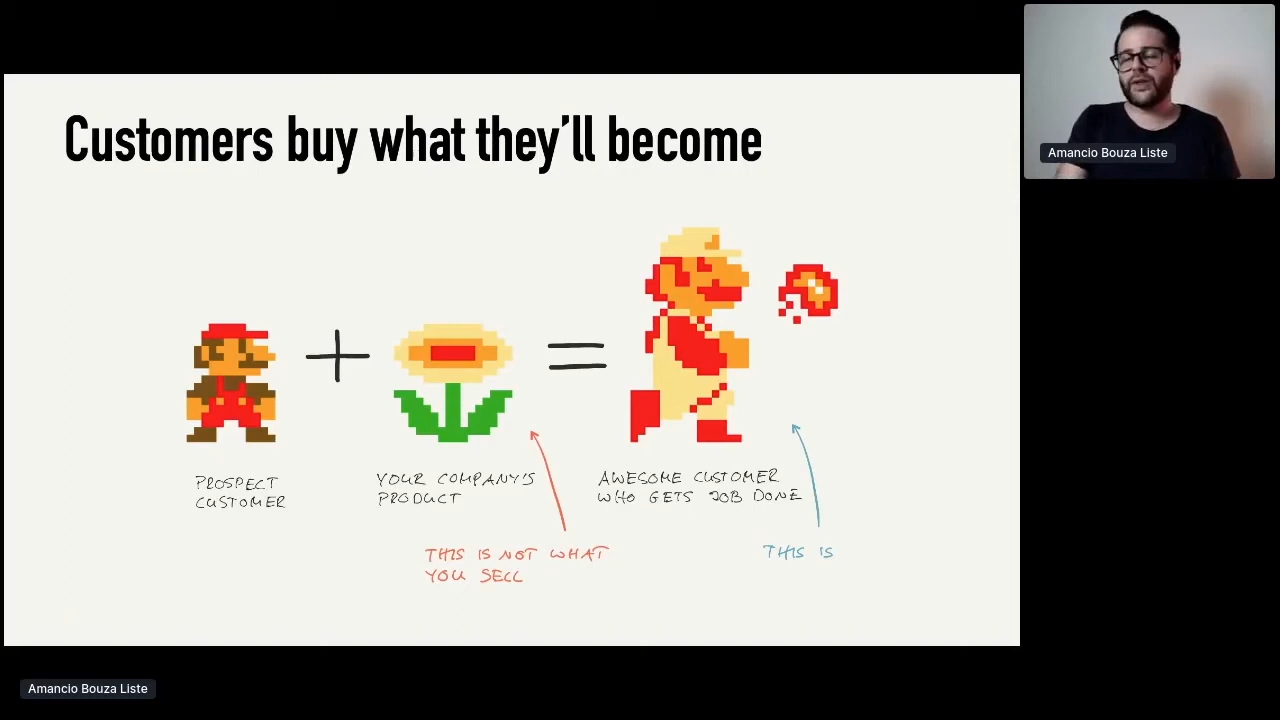 Customers buy what they'll become
PROSPECT
CUSTOMER
YOUR COMPANY'S
PRODUCT
AWESOME CUSTOMER
WHO GETS JOB DONE
THIS IS NOT WHAT
YOU SELL
THIS IS
Amancio Bouza Liste
Amancio Bouza Liste